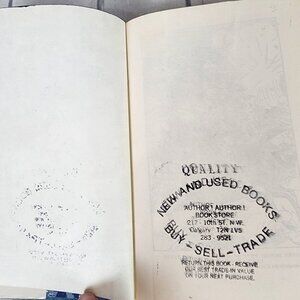 QUALITY
NEW AND USED BOOKS
AUTHOR! AUTHOR!
BOOKSTORE
217 - 10th ST. N.W.
Calgary T2N 1V5
283 - 9521
BUY - SELL - TRADE
RETURN THIS BOOK - RECEIVE
OUR BEST TRADE-IN VALUE
ON YOUR NEXT PURCHASE.